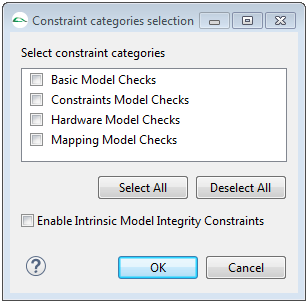 Constraint categories selection
Select constraint categories
Basic Model Checks
Constraints Model Checks
Hardware Model Checks
Mapping Model Checks
Select All Deselect All
Enable Intrinsic Model Integrity Constraints
? OK Cancel